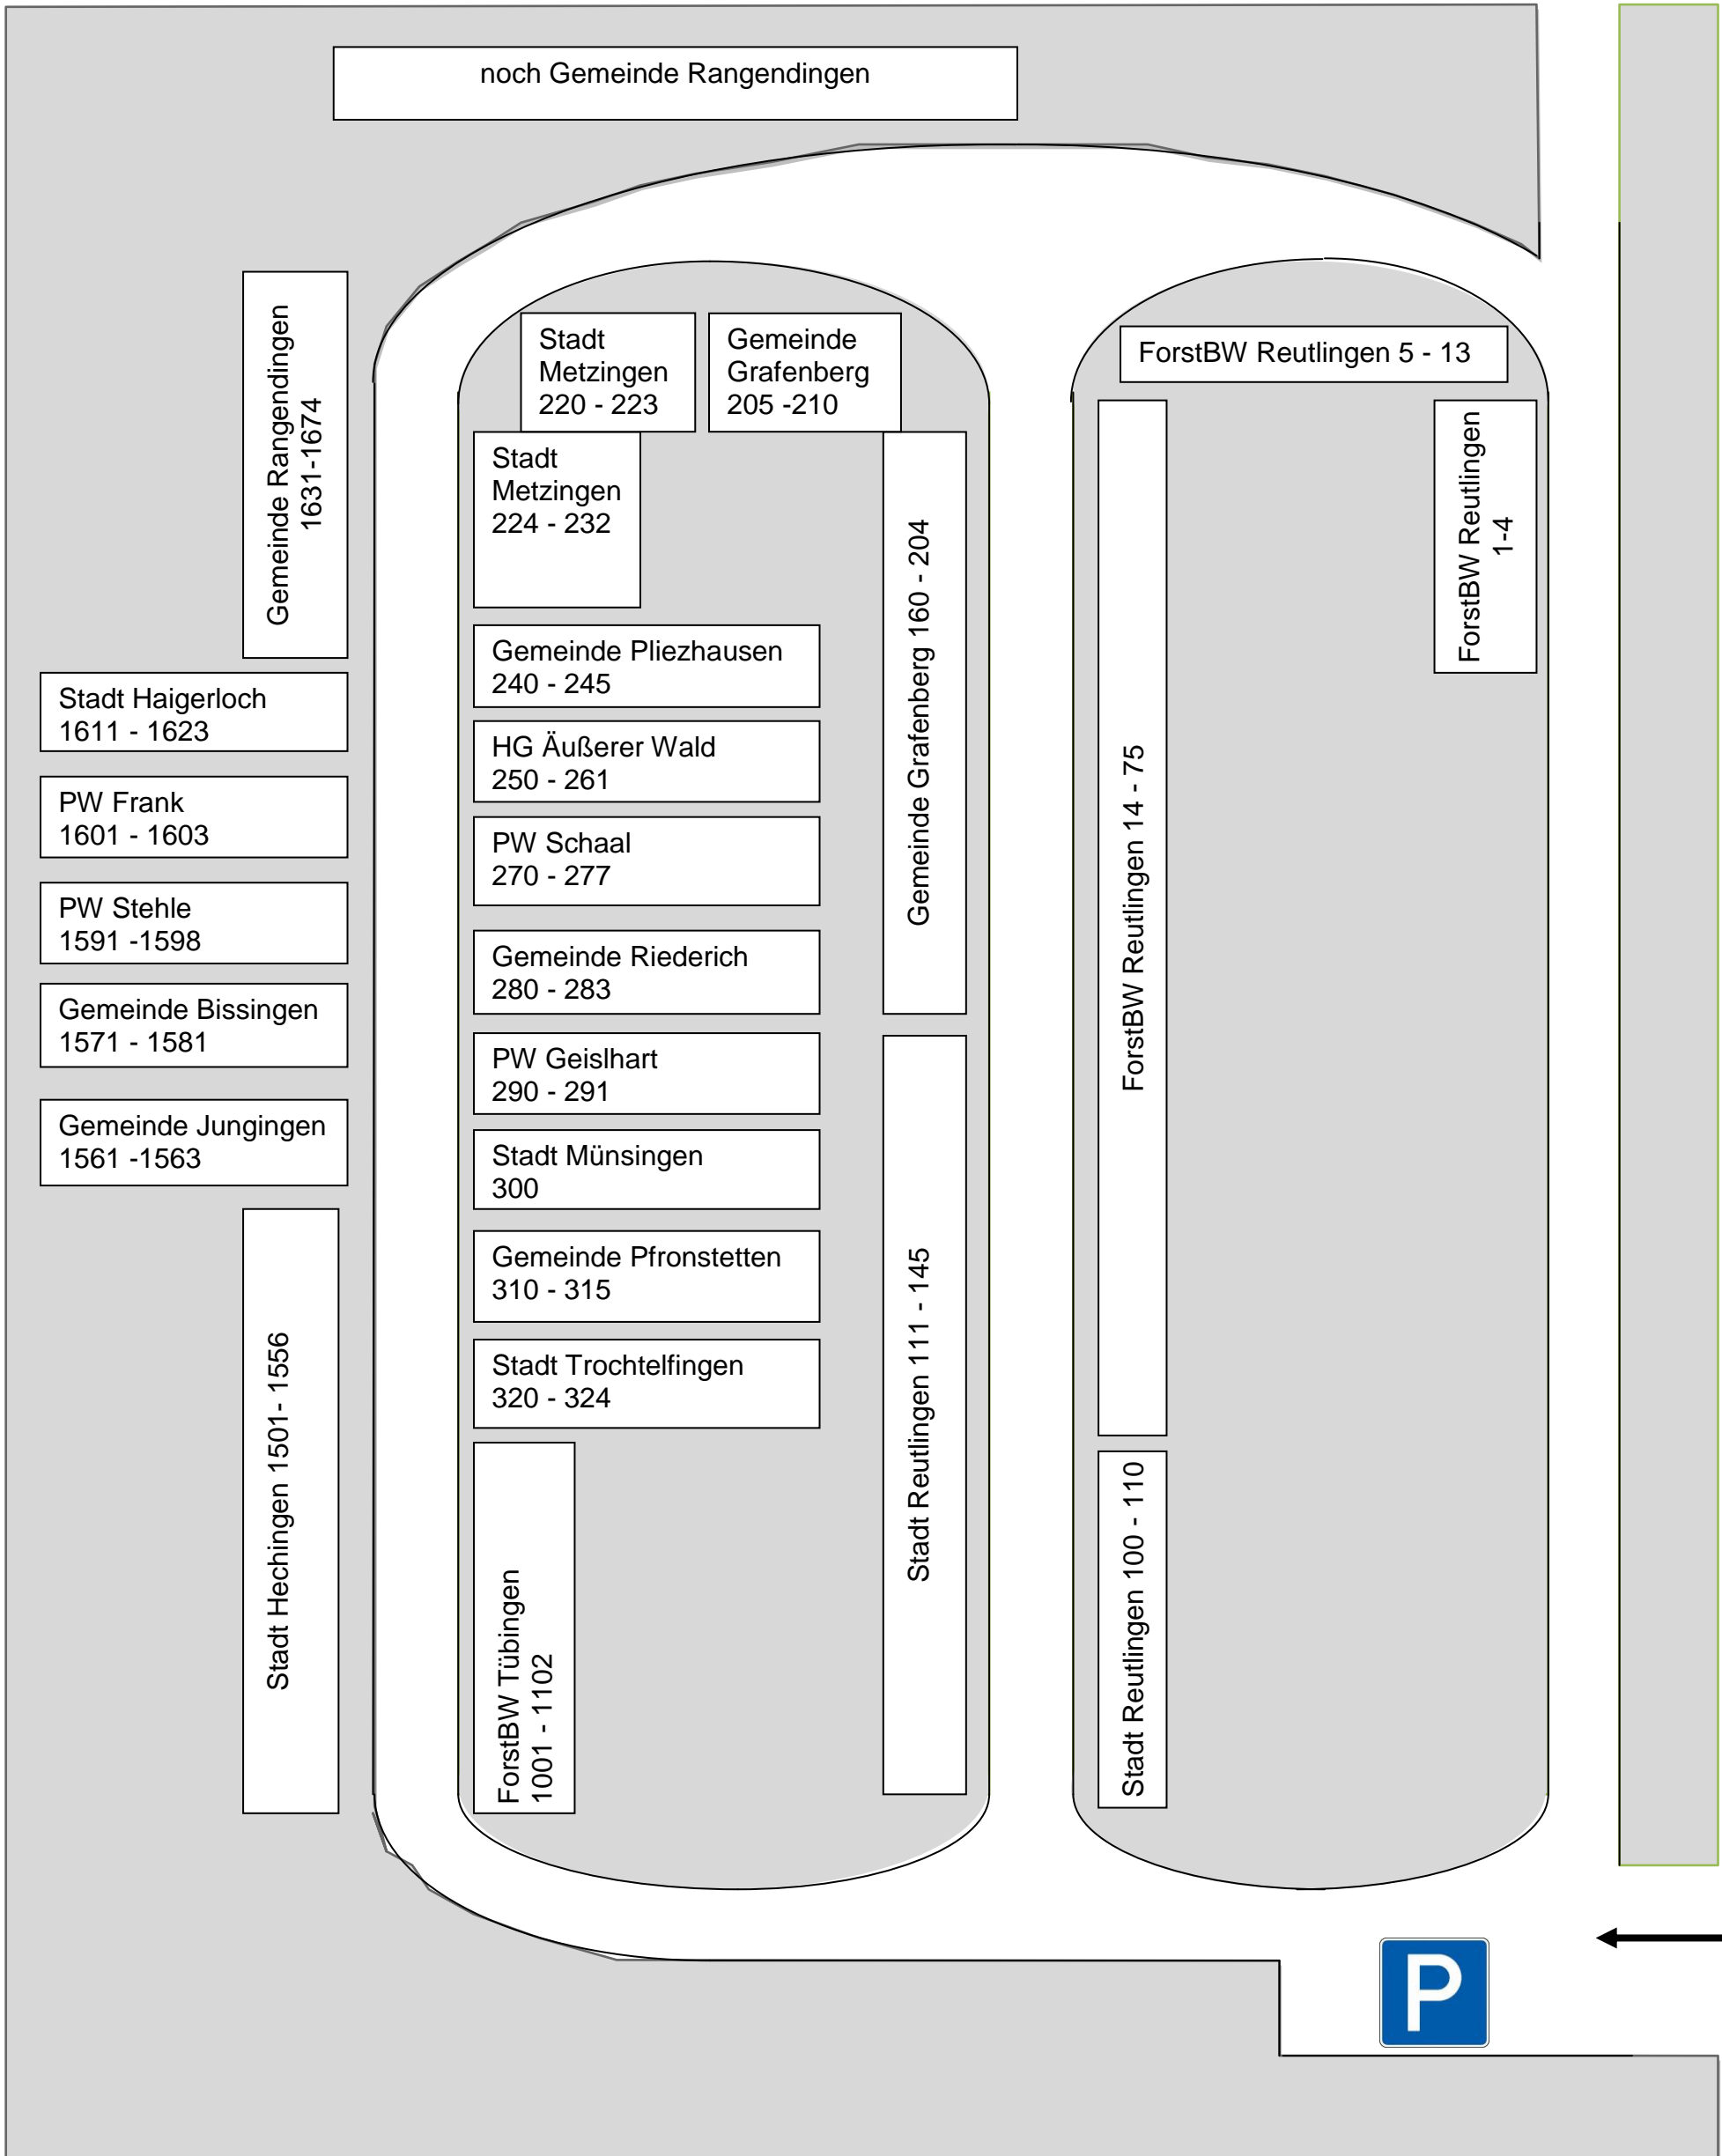 noch Gemeinde Rangendingen
Gemeinde Rangendingen
1631-1674
Stadt
Metzingen
220 - 223
Gemeinde
Grafenberg
205 -210
ForstBW Reutlingen 5 - 13
Stadt
Metzingen
224 - 232
Gemeinde Grafenberg 160 - 204
ForstBW Reutlingen 14 - 75
ForstBW Reutlingen
1-4
Stadt Haigerloch
1611 - 1623
PW Frank
1601 - 1603
PW Stehle
1591 -1598
Gemeinde Bissingen
1571 - 1581
Gemeinde Jungingen
1561 -1563
Stadt Hechingen 1501- 1556
Gemeinde Pliezhausen
240 - 245
HG Äußerer Wald
250 - 261
PW Schaal
270 - 277
Gemeinde Riederich
280 - 283
PW Geislhart
290 - 291
Stadt Münsingen
300
Gemeinde Pfronstetten
310 - 315
Stadt Trochtelfingen
320 - 324
ForstBW Tübingen
1001 - 1102
Stadt Reutlingen 111 - 145
Stadt Reutlingen 100 - 110
P